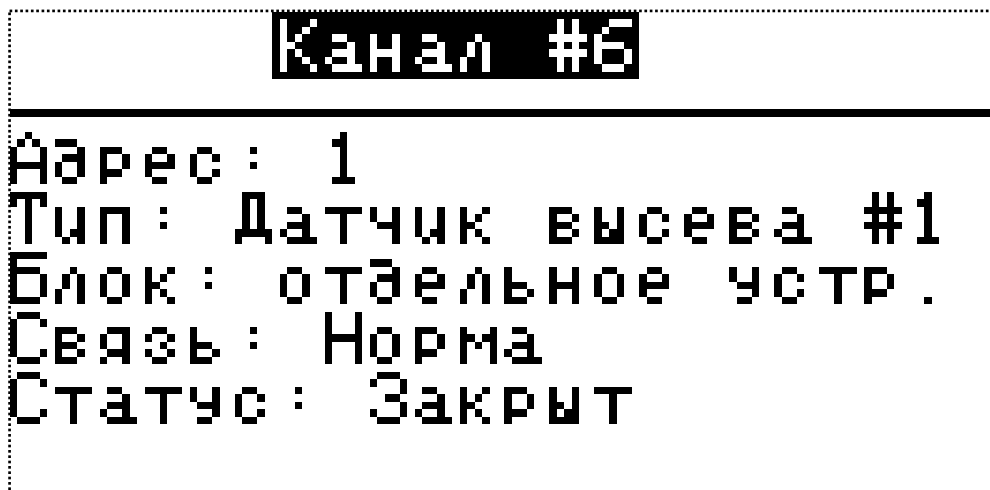 Канал #6
Адрес: 1
Тип: Датчик высева #1
Блок: отдельное устр.
Связь: Норма
Статус: Закрыт